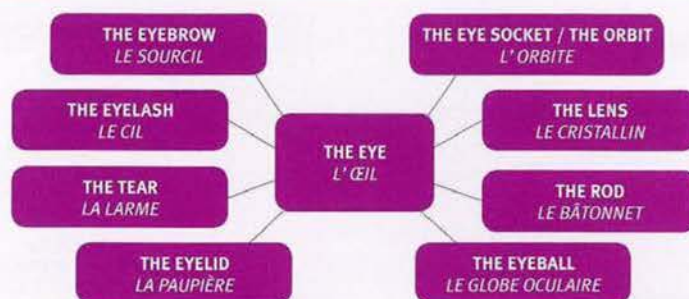 THE EYEBROW
LE SOURCIL
THE EYE SOCKET / THE ORBIT
L' ORBITE
THE EYELASH
LE CIL
THE LENS
LE CRISTALLIN
THE EYE
L' ŒIL
THE TEAR
LA LARME
THE ROD
LE BÂTONNET
THE EYELID
LA PAUPIÈRE
THE EYEBALL
LE GLOBE OCULAIRE